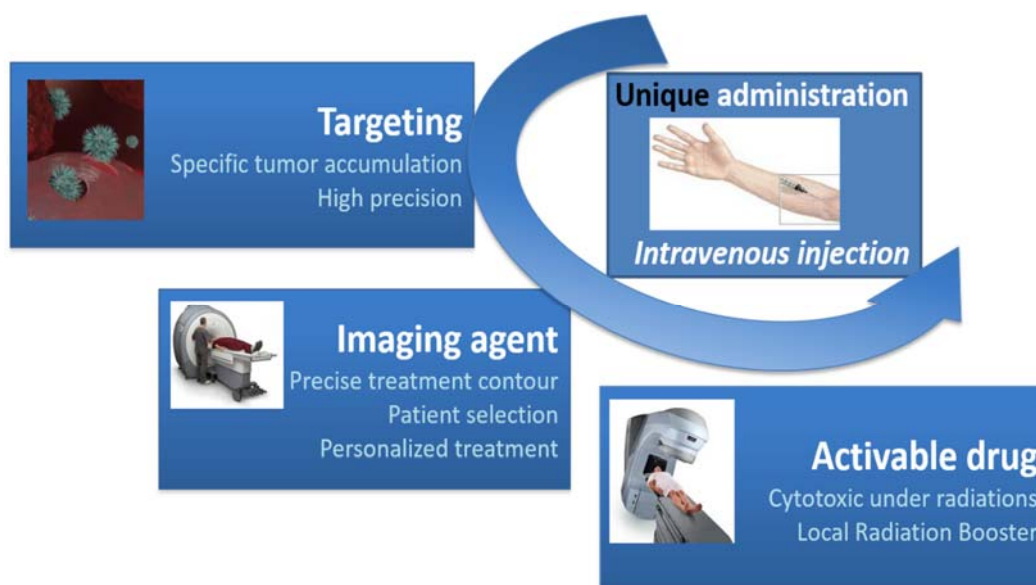 Unique administration
Intravenous injection
Targeting
Specific tumor accumulation
High precision
Imaging agent
Precise treatment contour
Patient selection
Personalized treatment
Activable drug
Cytotoxic under radiations
Local Radiation Booster